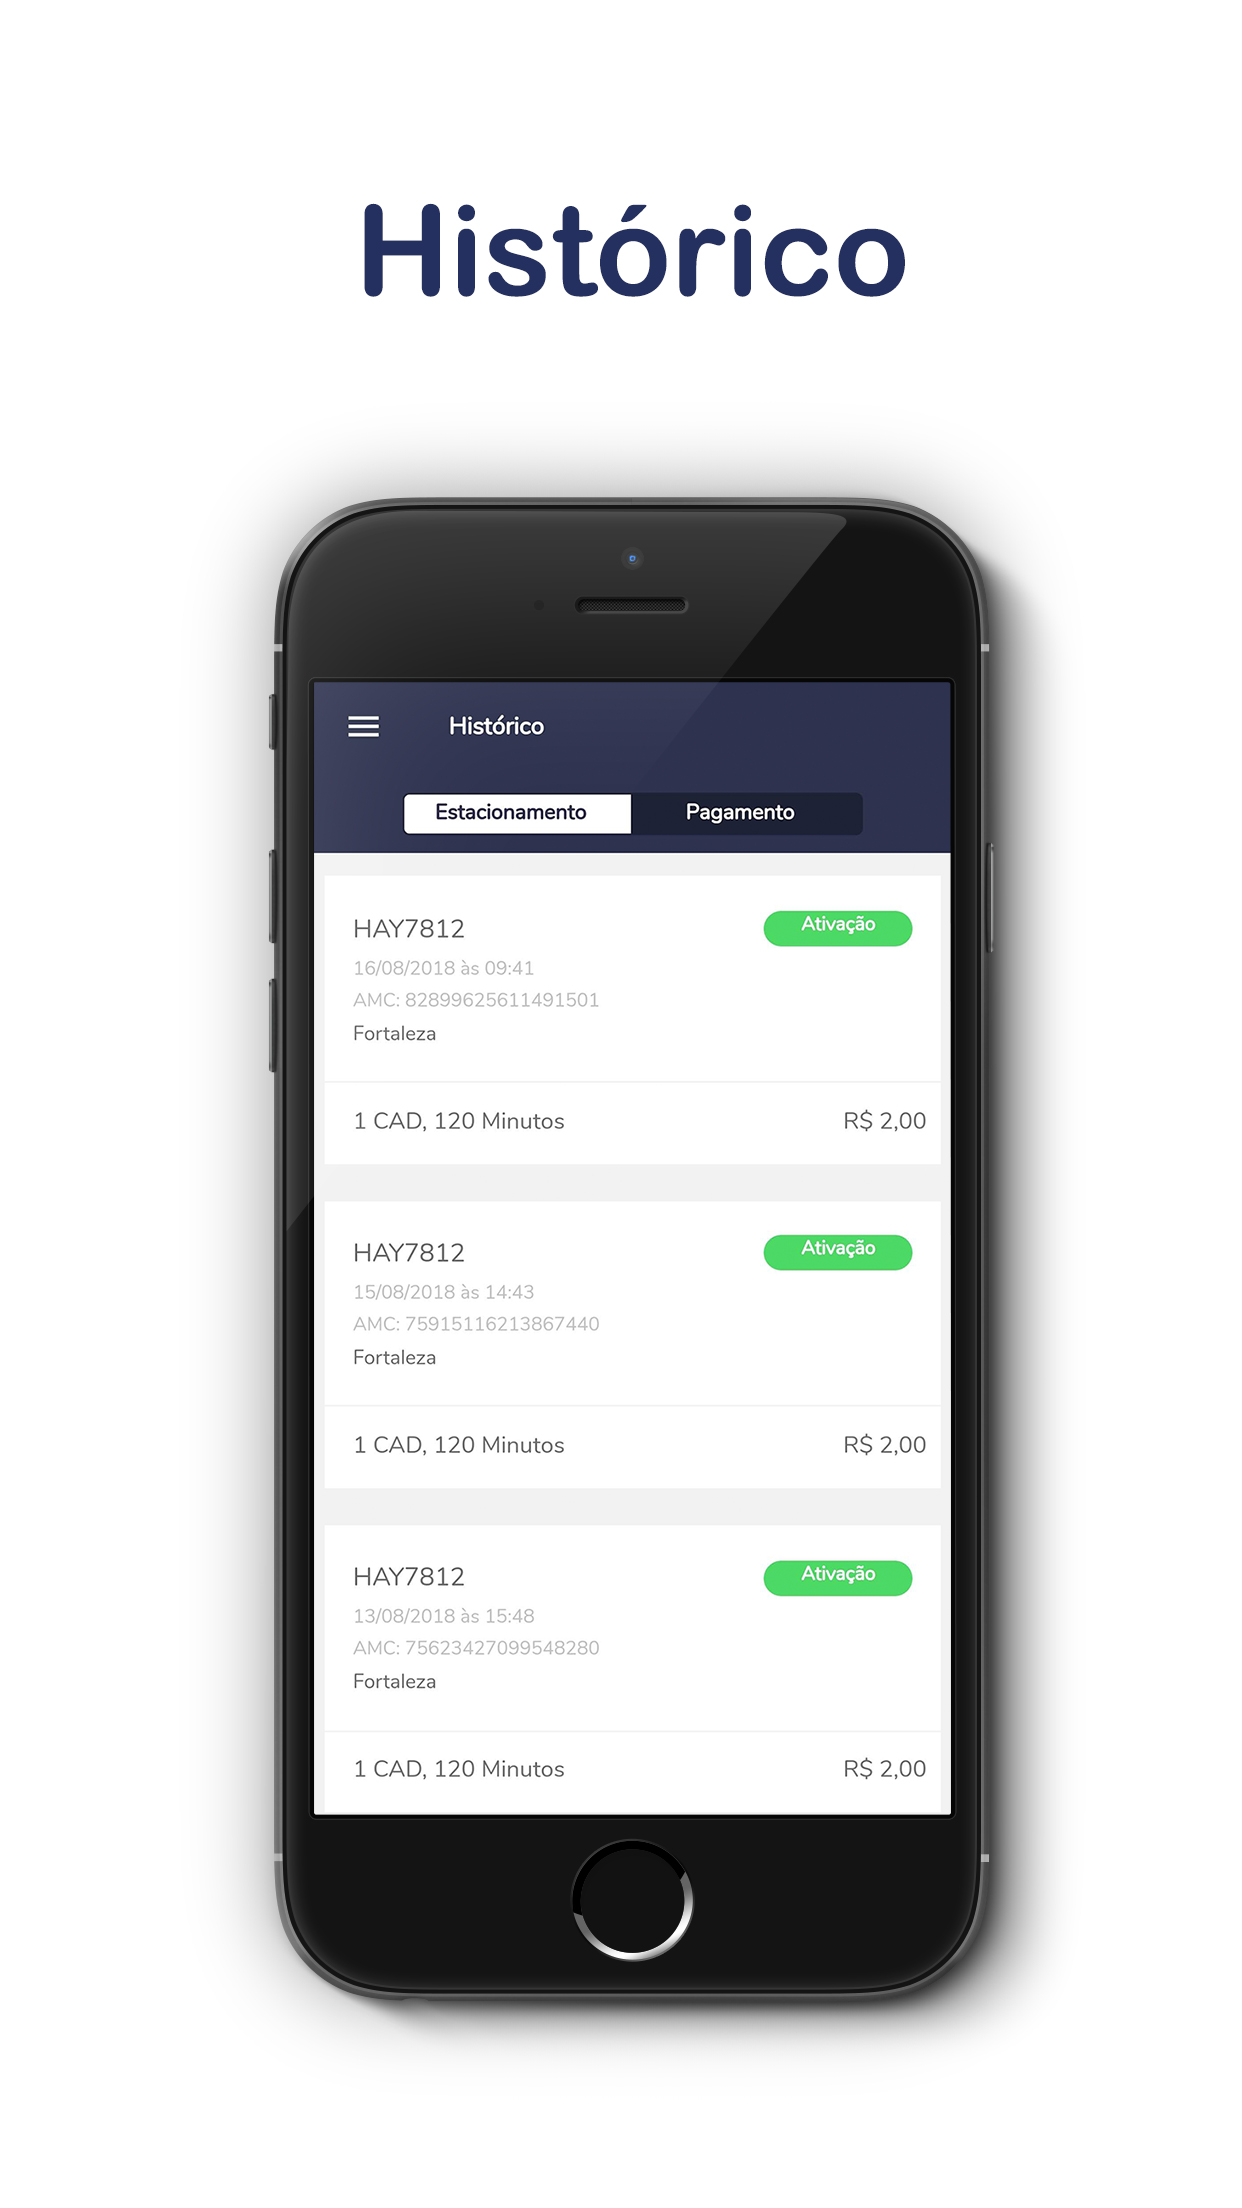 Histórico
Histórico
Estacionamento Pagamento
HAY7812 Ativação
16/08/2018 às 09:41
AMC: 82899625611491501
Fortaleza
1 CAD, 120 Minutos R$ 2,00
HAY7812 Ativação
15/08/2018 às 14:43
AMC: 75915116213867440
Fortaleza
1 CAD, 120 Minutos R$ 2,00
HAY7812 Ativação
13/08/2018 às 15:48
AMC: 75623427099548280
Fortaleza
1 CAD, 120 Minutos R$ 2,00